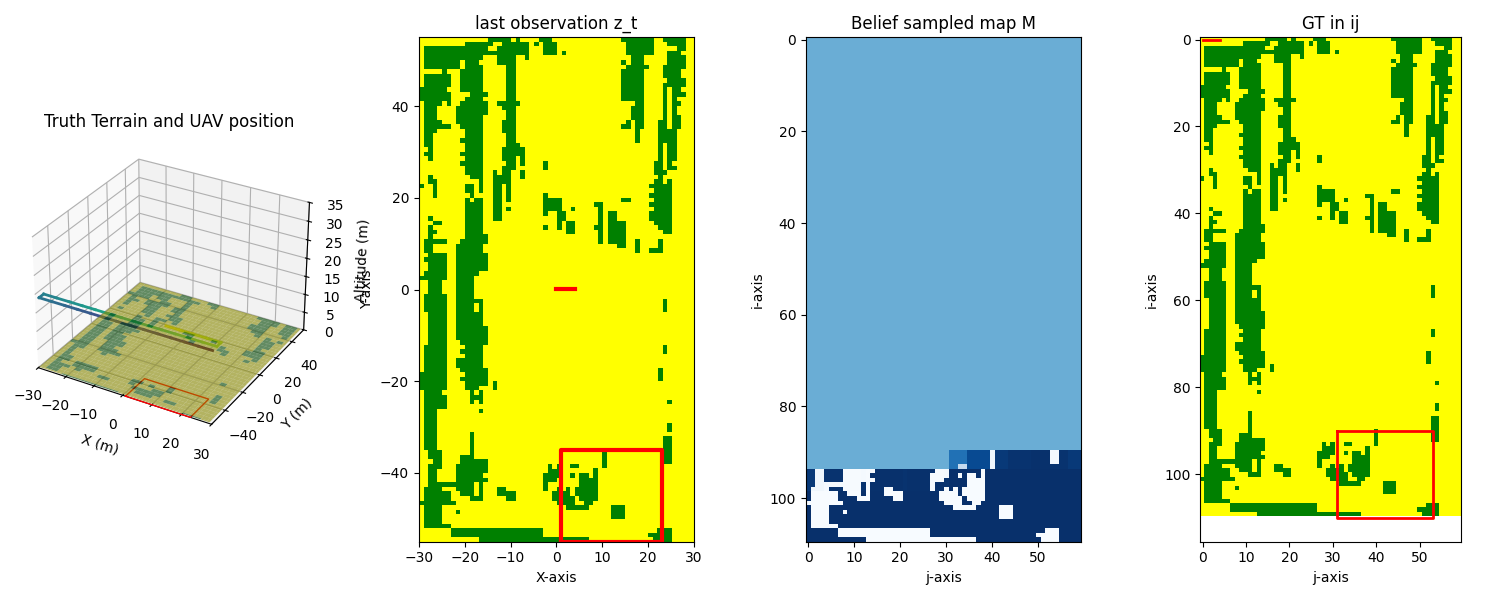 Truth Terrain and UAV position
35
30
25
20
15
10
5
0
Altitude (m)
−30
−20
−10
0
10
20
30
X (m)
−40
−20
0
20
40
Y (m)
last observation z_t
40
20
0
−20
−40
Y-axis
−30 −20 −10 0 10 20 30
X-axis
Belief sampled map M
0
20
40
60
80
100
i-axis
0 10 20 30 40 50
j-axis
GT in ij
0
20
40
60
80
100
i-axis
0 10 20 30 40 50
j-axis